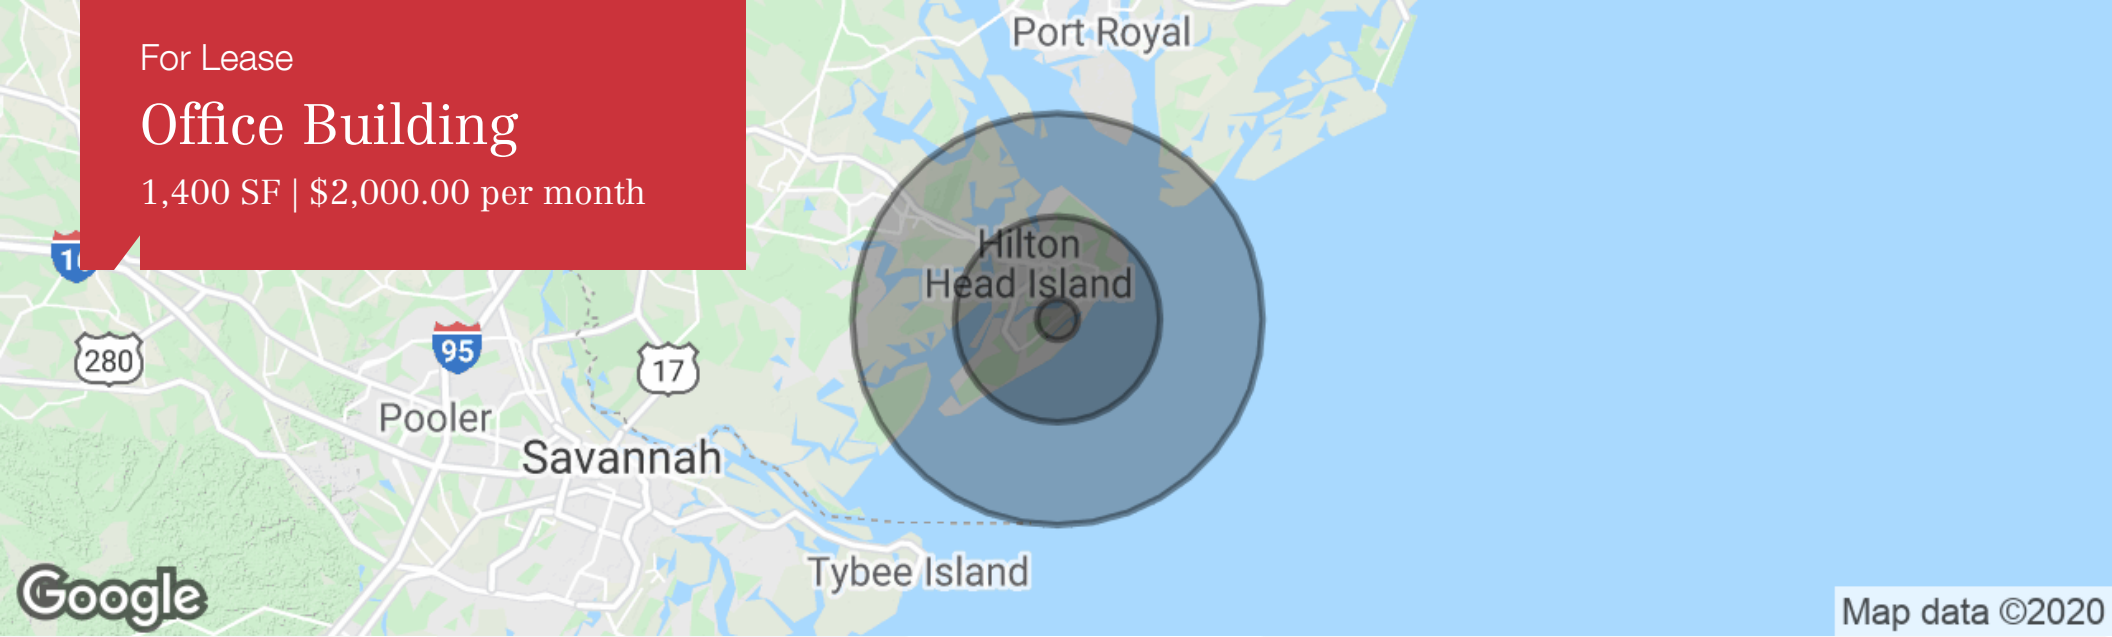 For Lease
Office Building
1,400 SF | $2,000.00 per month
Port Royal
Hilton
Head Island
95
280
17
Pooler
Savannah
Tybee Island
Google
Map data ©2020